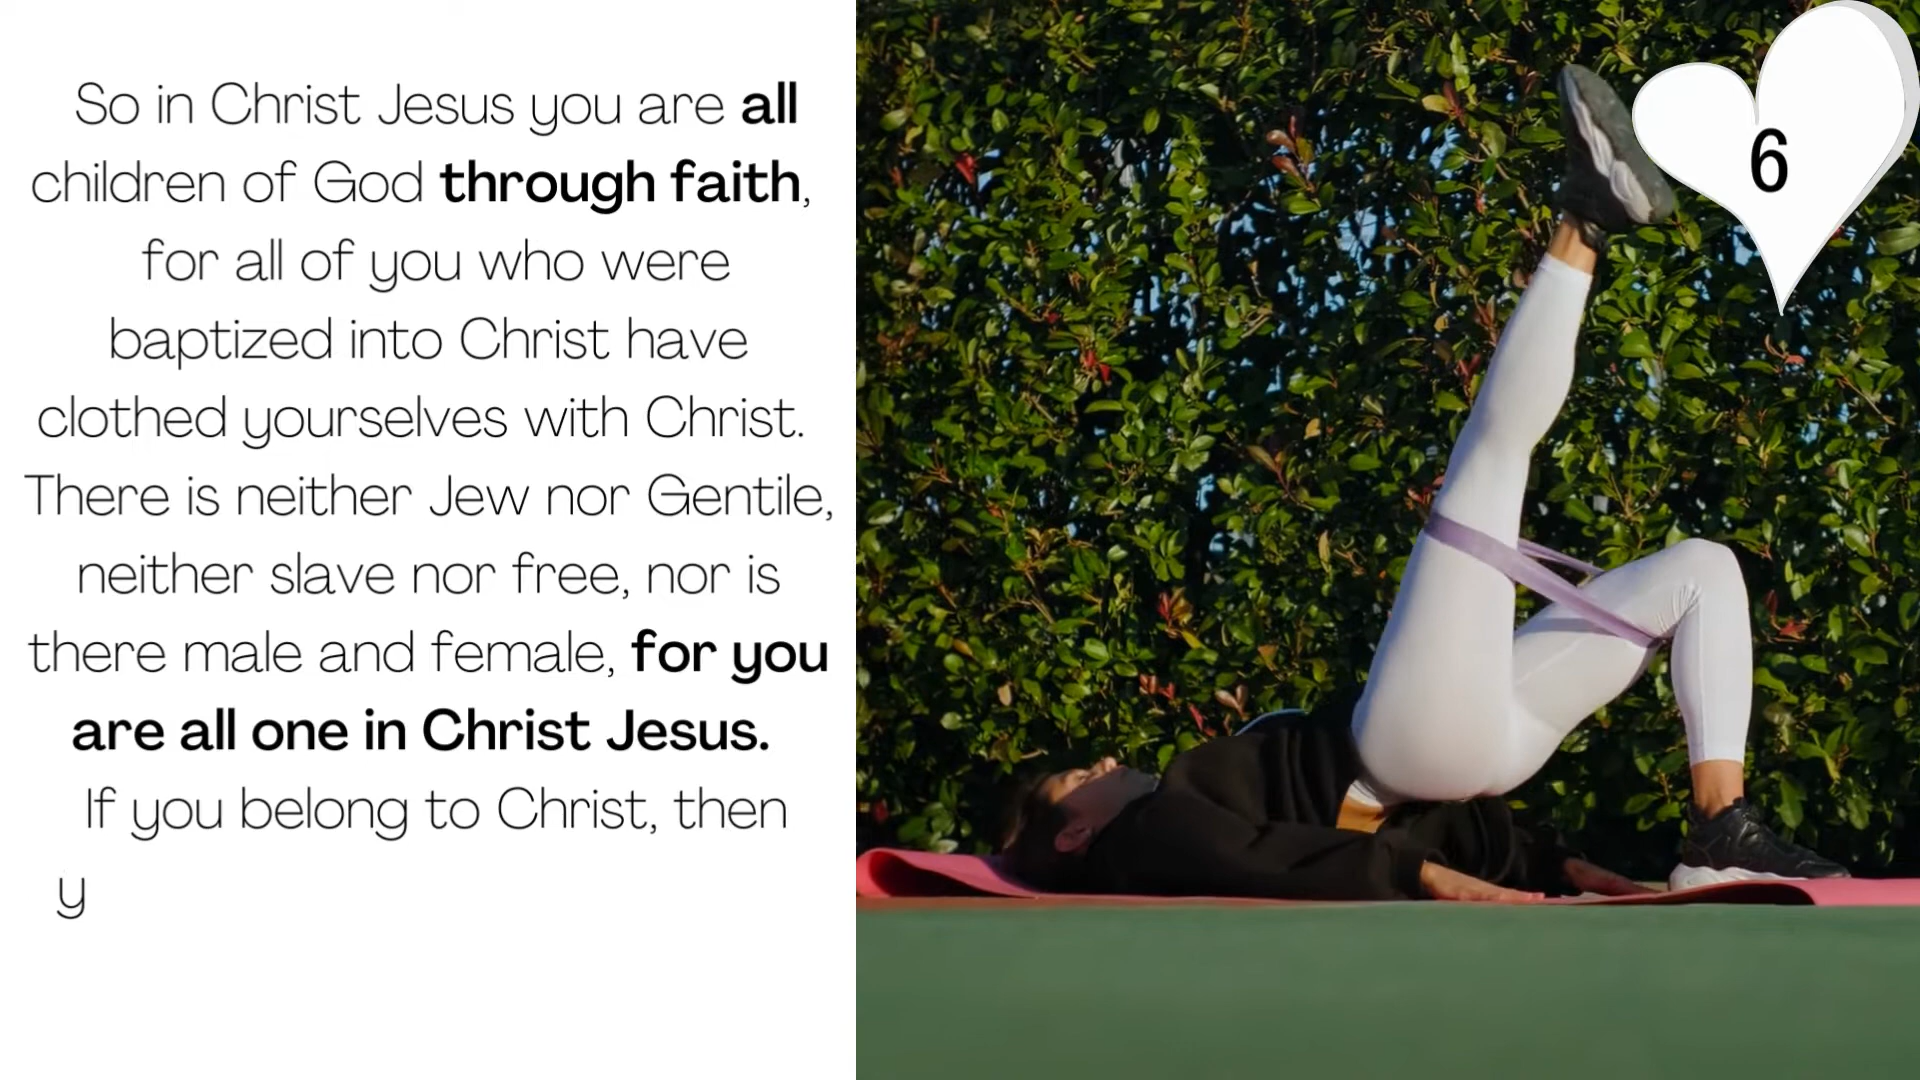 So in Christ Jesus you are all
children of God through faith,
for all of you who were
baptized into Christ have
clothed yourselves with Christ.
There is neither Jew nor Gentile,
neither slave nor free, nor is
there male and female, for you
are all one in Christ Jesus.
If you belong to Christ, then
y
6